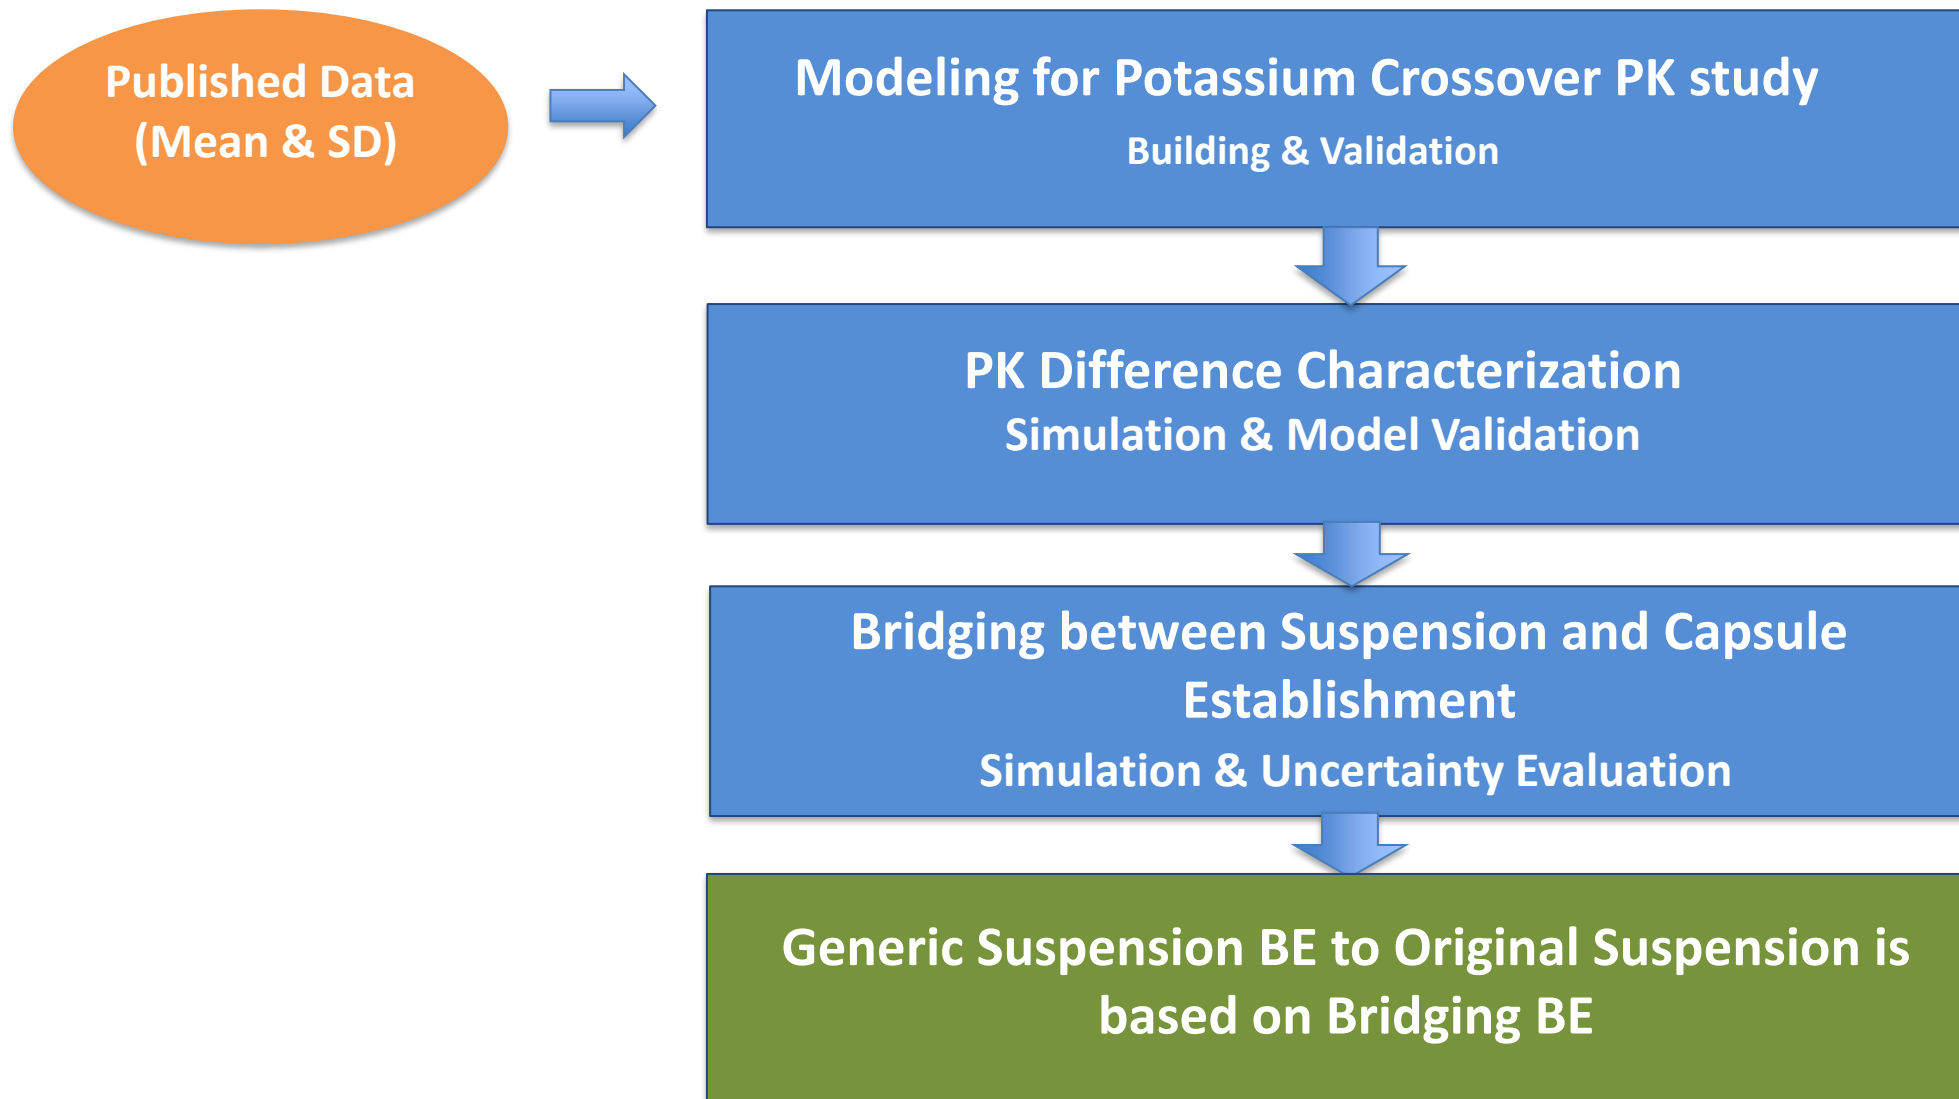 Published Data
(Mean & SD)
Modeling for Potassium Crossover PK study
Building & Validation
PK Difference Characterization
Simulation & Model Validation
Bridging between Suspension and Capsule
Establishment
Simulation & Uncertainty Evaluation
Generic Suspension BE to Original Suspension is
based on Bridging BE